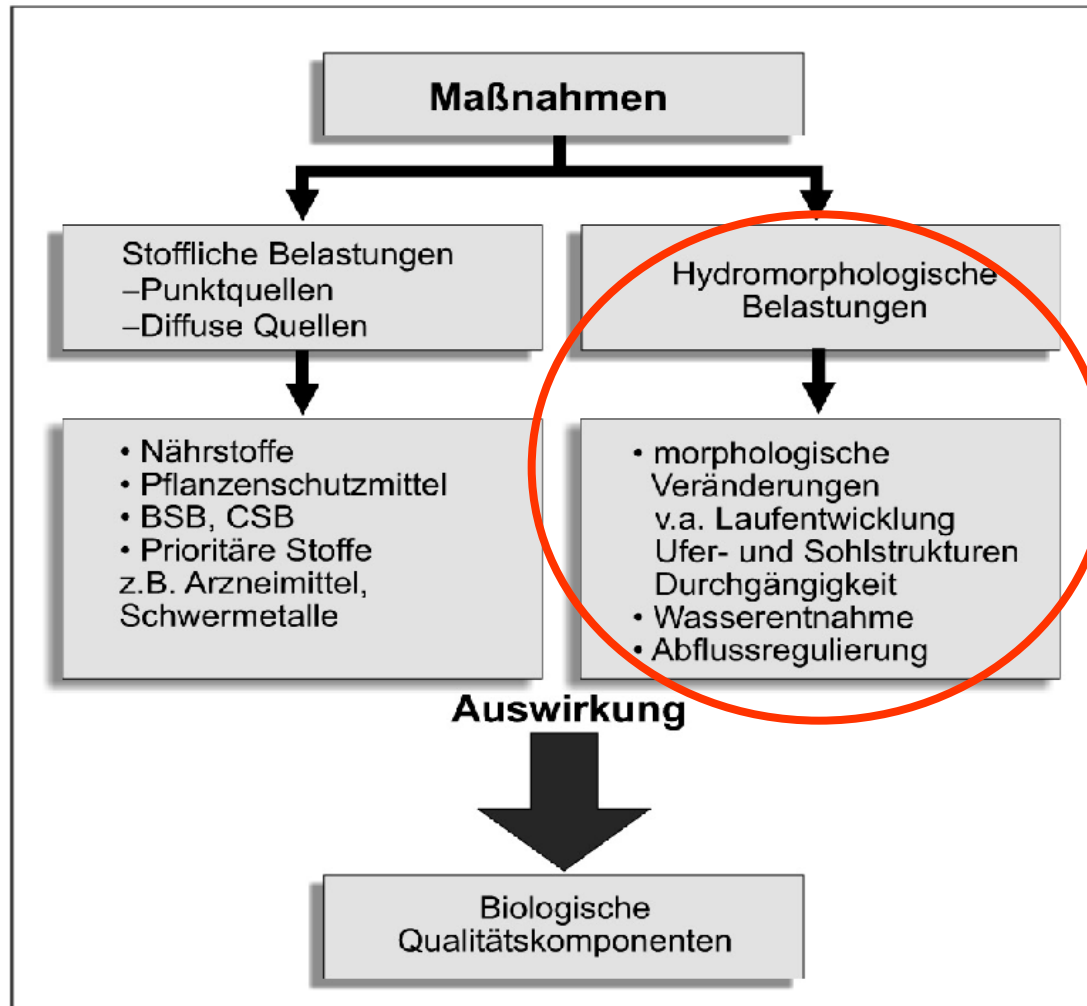 Maßnahmen
Stoffliche Belastungen
–Punktquellen
–Diffuse Quellen
Hydromorphologische
Belastungen
• Nährstoffe
• Pflanzenschutzmittel
• BSB, CSB
• Prioritäre Stoffe
z.B. Arzneimittel,
Schwermetalle
• morphologische
Veränderungen
v.a. Laufentwicklung
Ufer- und Sohlstrukturen
Durchgängigkeit
• Wasserentnahme
• Abflussregulierung
Auswirkung
Biologische
Qualitätskomponenten